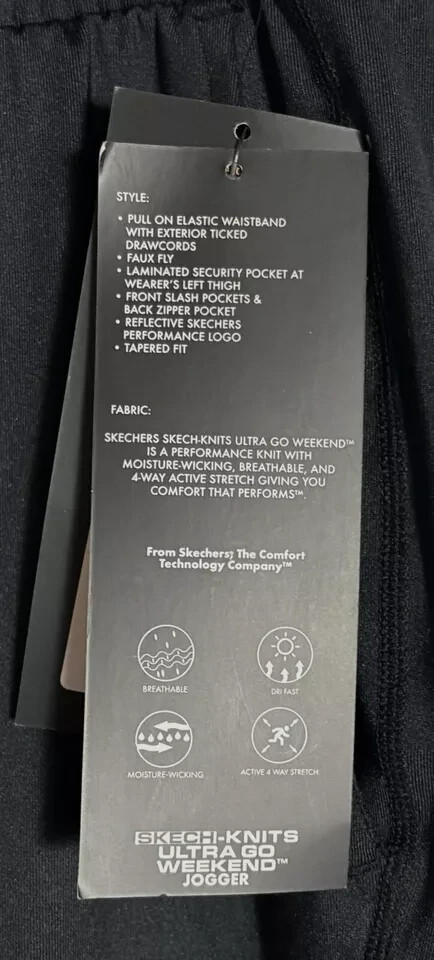 STYLE:
• PULL ON ELASTIC WAISTBAND
WITH EXTERIOR TICKED
DRAWCORDS
• FAUX FLY
• LAMINATED SECURITY POCKET AT
WEARER'S LEFT THIGH
• FRONT SLASH POCKETS &
BACK ZIPPER POCKET
• REFLECTIVE SKECHERS
PERFORMANCE LOGO
• TAPERED FIT
FABRIC:
SKECHERS SKECH-KNITS ULTRA GO WEEKEND™
IS A PERFORMANCE KNIT WITH
MOISTURE-WICKING, BREATHABLE, AND
4-WAY ACTIVE STRETCH GIVING YOU
COMFORT THAT PERFORMS™.
From Skechers, The Comfort
Technology Company™
BREATHABLE
DRI FAST
MOISTURE-WICKING
ACTIVE 4 WAY STRETCH
SKECH-KNITS
ULTRA GO
WEEKEND™
JOGGER